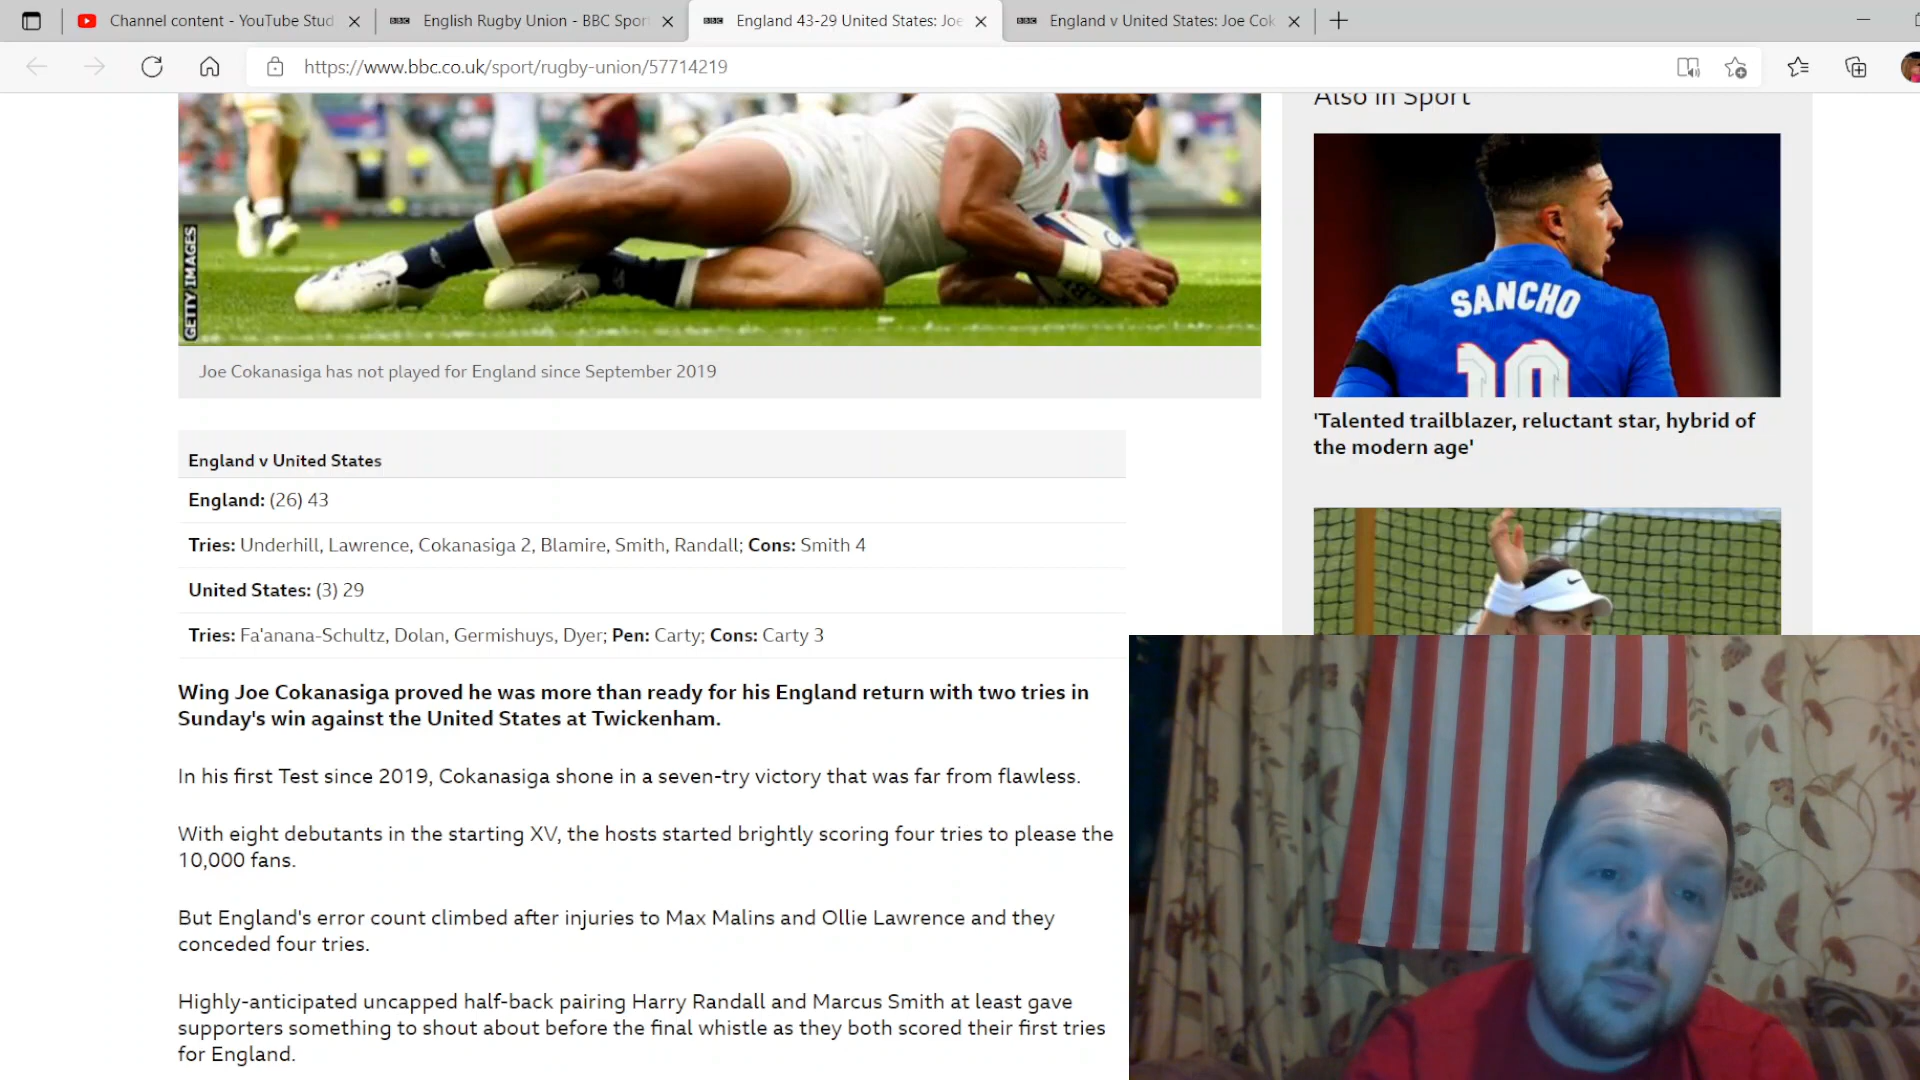 Channel content - YouTube Stud
English Rugby Union - BBC Spor
England 43-29 United States: Joe
England v United States: Joe Cok
https://www.bbc.co.uk/sport/rugby-union/57714219
Also in Sport
GETTY IMAGES
SANCHO
10
Joe Cokanasiga has not played for England since September 2019
'Talented trailblazer, reluctant star, hybrid of
the modern age'
England v United States
England: (26) 43
Tries: Underhill, Lawrence, Cokanasiga 2, Blamire, Smith, Randall; Cons: Smith 4
United States: (3) 29
Tries: Fa'anana-Schultz, Dolan, Germishuys, Dyer; Pen: Carty; Cons: Carty 3
Wing Joe Cokanasiga proved he was more than ready for his England return with two tries in
Sunday's win against the United States at Twickenham.
In his first Test since 2019, Cokanasiga shone in a seven-try victory that was far from flawless.
With eight debutants in the starting XV, the hosts started brightly scoring four tries to please the
10,000 fans.
But England's error count climbed after injuries to Max Malins and Ollie Lawrence and they
conceded four tries.
Highly-anticipated uncapped half-back pairing Harry Randall and Marcus Smith at least gave
supporters something to shout about before the final whistle as they both scored their first tries
for England.